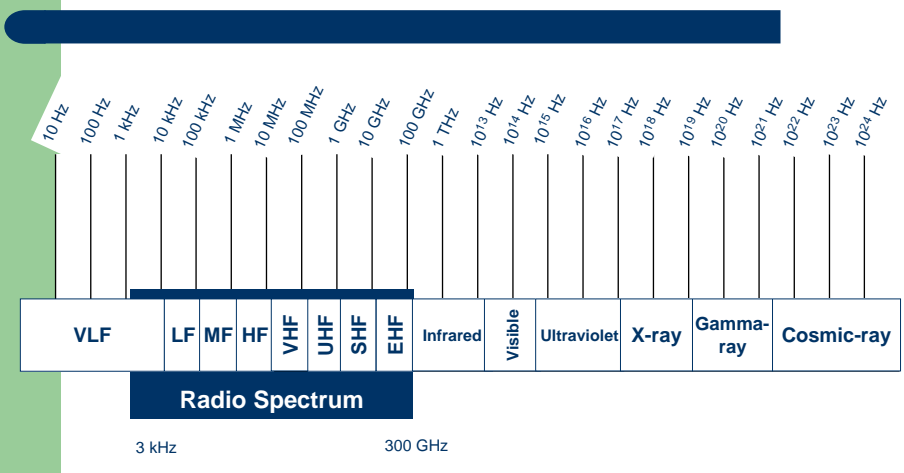 10 Hz
100 Hz
1 kHz
10 kHz
100 kHz
1 MHz
10 MHz
100 MHz
1 GHz
10 GHz
100 GHz
1 THz
10¹³ Hz
10¹⁴ Hz
10¹⁵ Hz
10¹⁶ Hz
10¹⁷ Hz
10¹⁸ Hz
10¹⁹ Hz
10²⁰ Hz
10²¹ Hz
10²² Hz
10²³ Hz
10²⁴ Hz
VLF
LF
MF
HF
VHF
UHF
SHF
EHF
Infrared
Visible
Ultraviolet
X-ray
Gamma-
ray
Cosmic-ray
Radio Spectrum
3 kHz
300 GHz